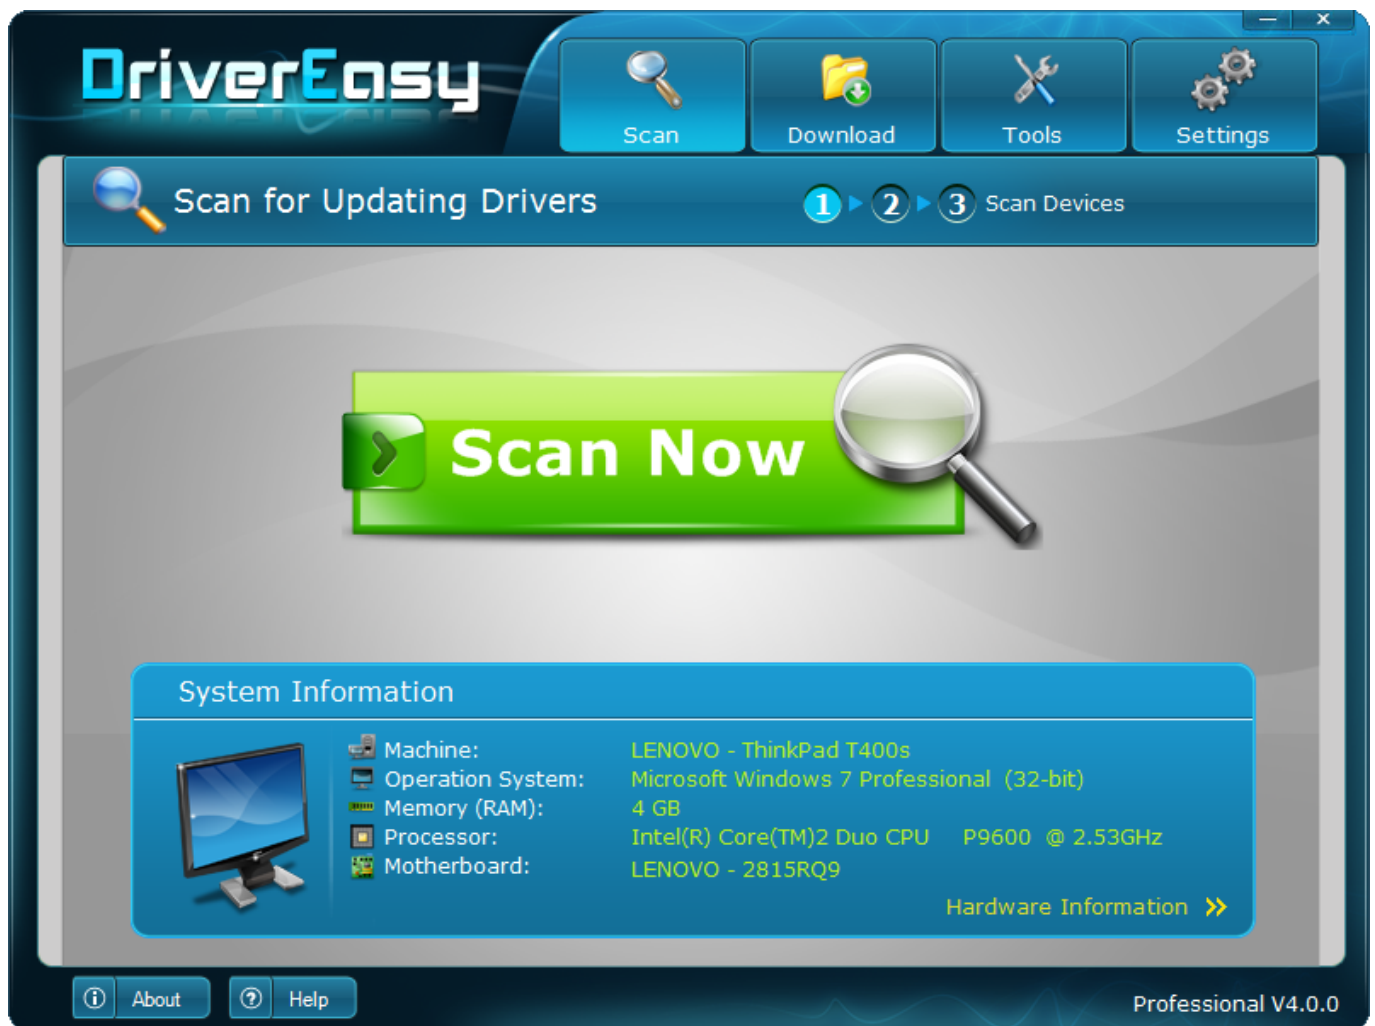 DriverEasy
Scan
Download
Tools
Settings
Scan for Updating Drivers
1 2 3 Scan Devices
Scan Now
System Information
Machine: LENOVO - ThinkPad T400s
Operation System: Microsoft Windows 7 Professional (32-bit)
Memory (RAM): 4 GB
Processor: Intel(R) Core(TM)2 Duo CPU P9600 @ 2.53GHz
Motherboard: LENOVO - 2815RQ9
Hardware Information
About
Help
Professional V4.0.0